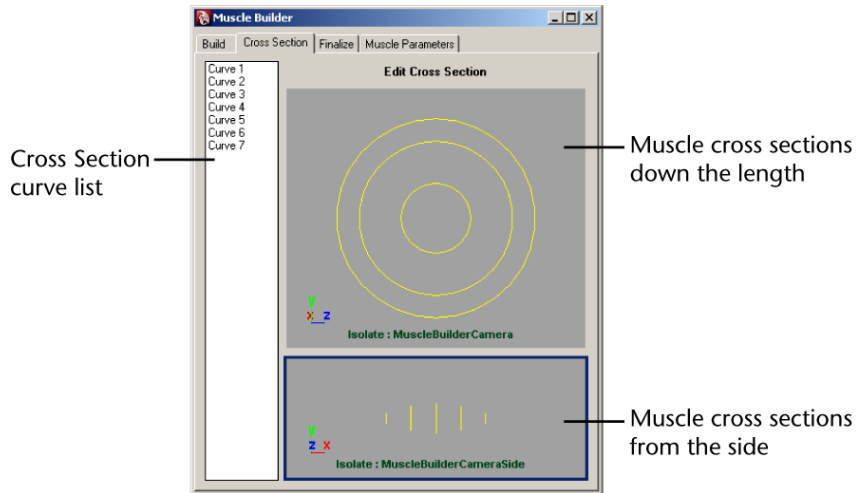 Muscle Builder
Build Cross Section Finalize Muscle Parameters
Curve 1
Curve 2
Curve 3
Curve 4
Curve 5
Curve 6
Curve 7
Edit Cross Section
Cross Section
curve list
Muscle cross sections
down the length
y
x z
Isolate : MuscleBuilderCamera
Muscle cross sections
from the side
y
z x
Isolate : MuscleBuilderCameraSide